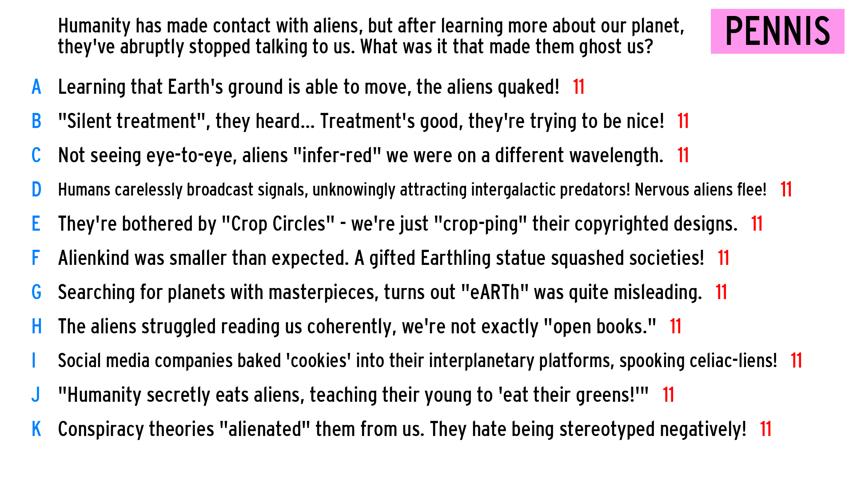 Humanity has made contact with aliens, but after learning more about our planet,
they've abruptly stopped talking to us. What was it that made them ghost us?
PENNIS
A Learning that Earth's ground is able to move, the aliens quaked! 11
B "Silent treatment", they heard... Treatment's good, they're trying to be nice! 11
C Not seeing eye-to-eye, aliens "infer-red" we were on a different wavelength. 11
D Humans carelessly broadcast signals, unknowingly attracting intergalactic predators! Nervous aliens flee! 11
E They're bothered by "Crop Circles" - we're just "crop-ping" their copyrighted designs. 11
F Alienkind was smaller than expected. A gifted Earthling statue squashed societies! 11
G Searching for planets with masterpieces, turns out "eARTh" was quite misleading. 11
H The aliens struggled reading us coherently, we're not exactly "open books." 11
I Social media companies baked 'cookies' into their interplanetary platforms, spooking celiac-liens! 11
J "Humanity secretly eats aliens, teaching their young to 'eat their greens!'" 11
K Conspiracy theories "alienated" them from us. They hate being stereotyped negatively! 11